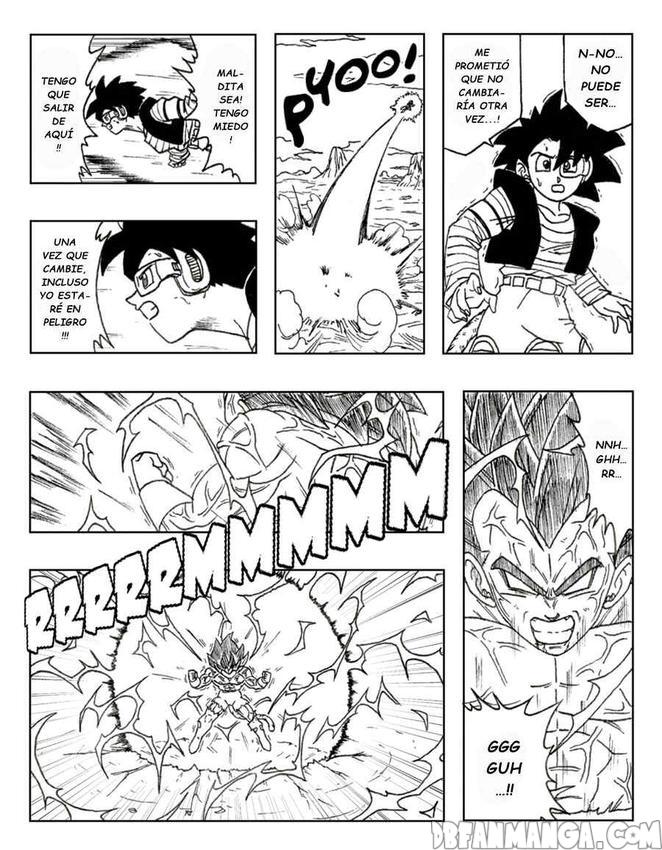 N-NO...
NO
PUEDE
SER...
ME
PROMETIÓ
QUE NO
CAMBIA-
RÍA OTRA
VEZ...!
PYOO!
MAL-
DITA
SEA!
TENGO
MIEDO
!
TENGO
QUE
SALIR
DE
AQUÍ
!!
UNA
VEZ QUE
CAMBIE,
INCLUSO
YO ESTA-
RÉ EN
PELIGRO
!!!
NNH...
GHH...
RR...
GGG
GUH
...!!
RRRRRMMMMMM
DBFANMANGA.COM